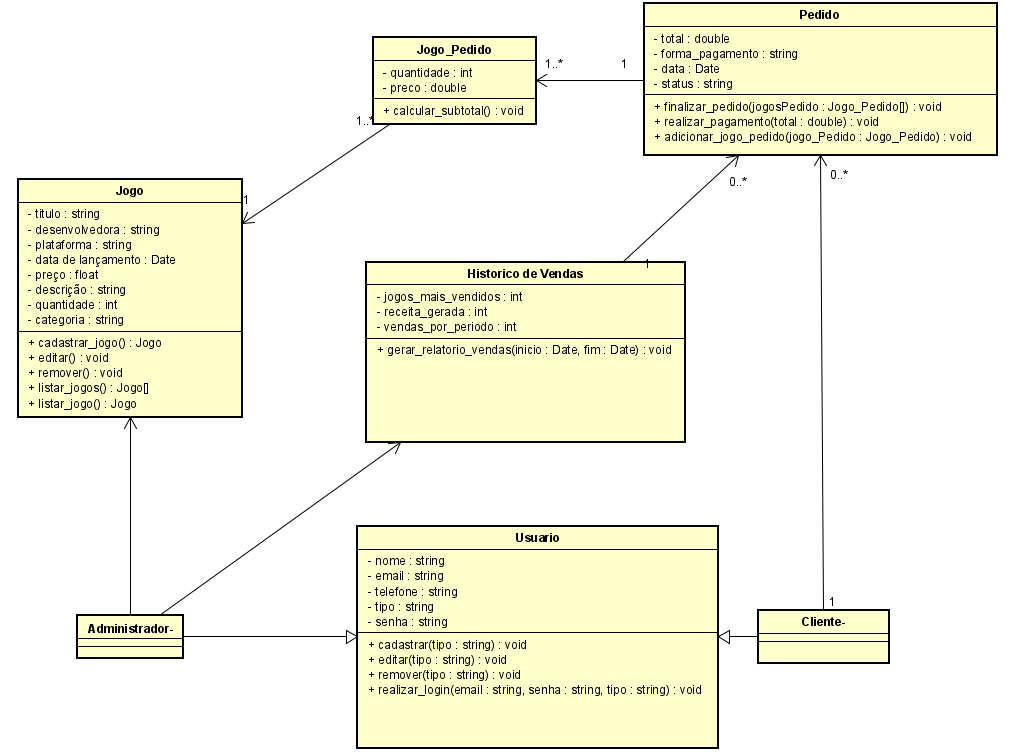 Pedido
- total : double
- forma_pagamento : string
- data : Date
- status : string
+ finalizar_pedido(jogosPedido : Jogo_Pedido[]) : void
+ realizar_pagamento(total : double) : void
+ adicionar_jogo_pedido(jogo_Pedido : Jogo_Pedido) : void
Jogo_Pedido
- quantidade : int
- preco : double
+ calcular_subtotal() : void
1..*
1
1..*
1
0..*
0..*
Jogo
- titulo : string
- desenvolvedora : string
- plataforma : string
- data de lançamento : Date
- preço : float
- descrição : string
- quantidade : int
- categoria : string
+ cadastrar_jogo() : Jogo
+ editar() : void
+ remover() : void
+ listar_jogos() : Jogo[]
+ listar_jogo() : Jogo
1
Historico de Vendas
- jogos_mais_vendidos : int
- receita_gerada : int
- vendas_por_periodo : int
+ gerar_relatorio_vendas(inicio : Date, fim : Date) : void
Usuario
- nome : string
- email : string
- telefone : string
- tipo : string
- senha : string
+ cadastrar(tipo : string) : void
+ editar(tipo : string) : void
+ remover(tipo : string) : void
+ realizar_login(email : string, senha : string, tipo : string) : void
Administrador-
1
Cliente-